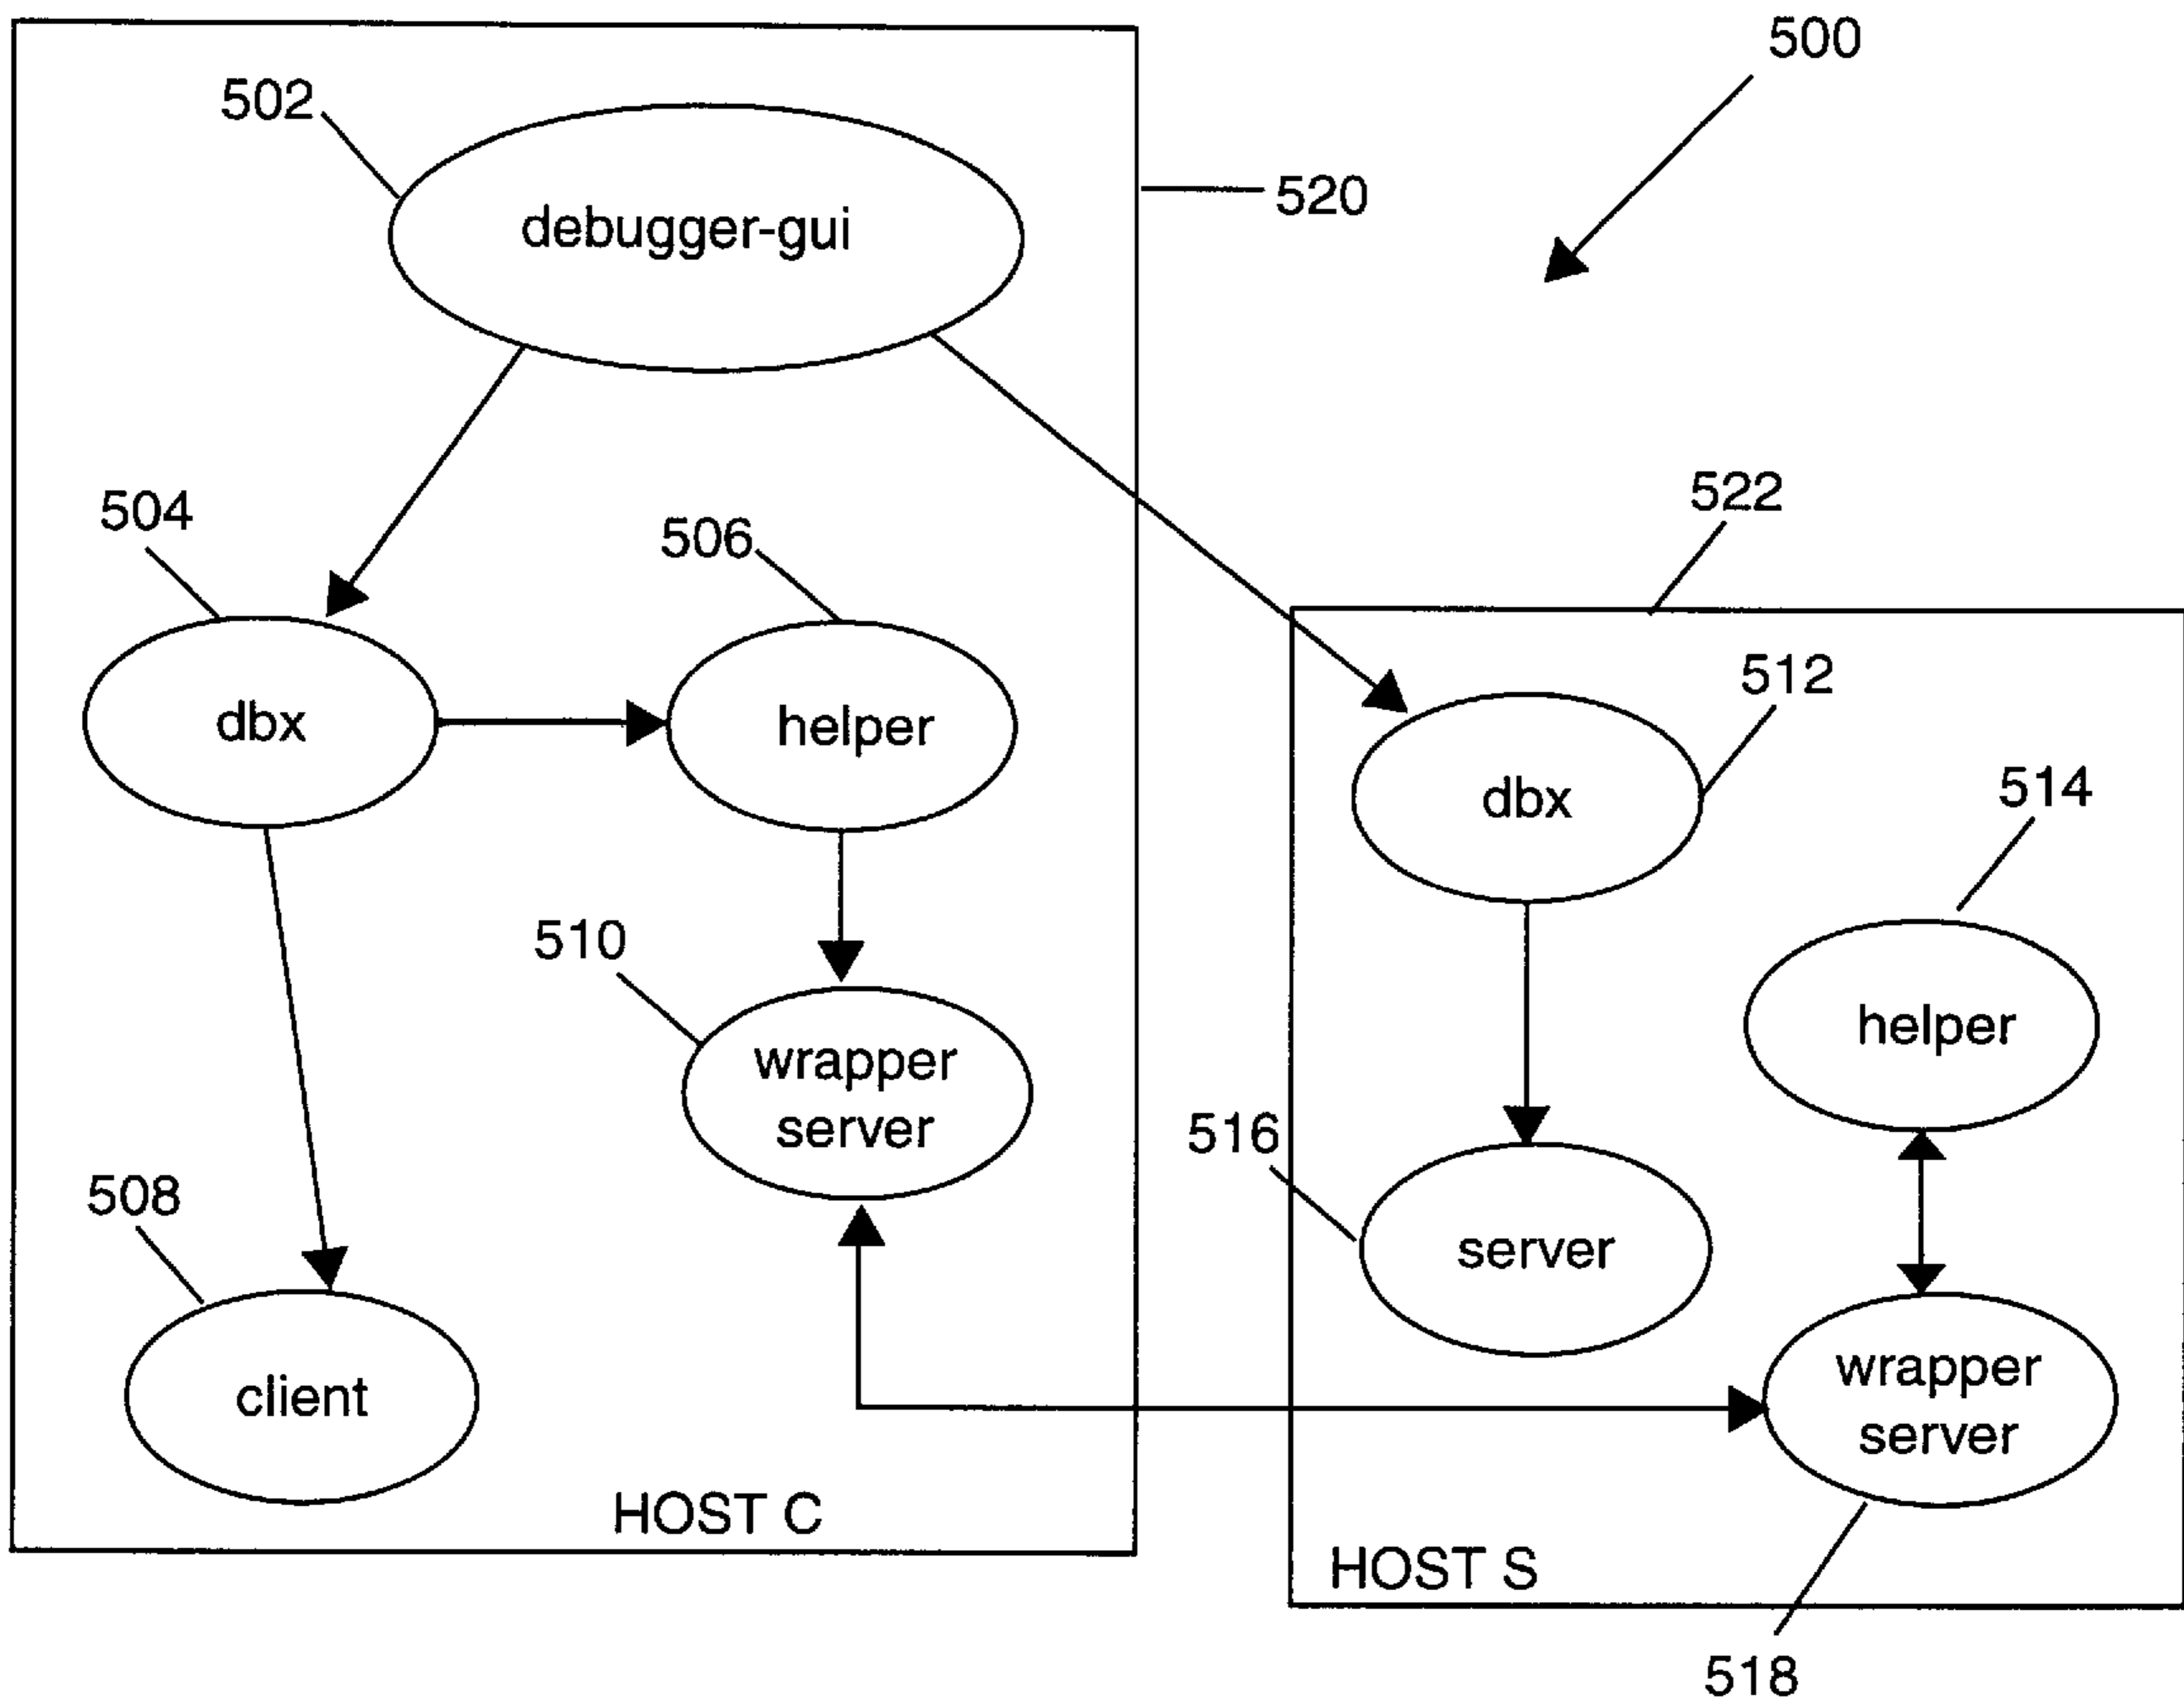 500
502
520
debugger-gui
504
506
522
dbx
helper
512
dbx
514
510
helper
wrapper
server
516
server
508
client
wrapper
server
HOST C
HOST S
518